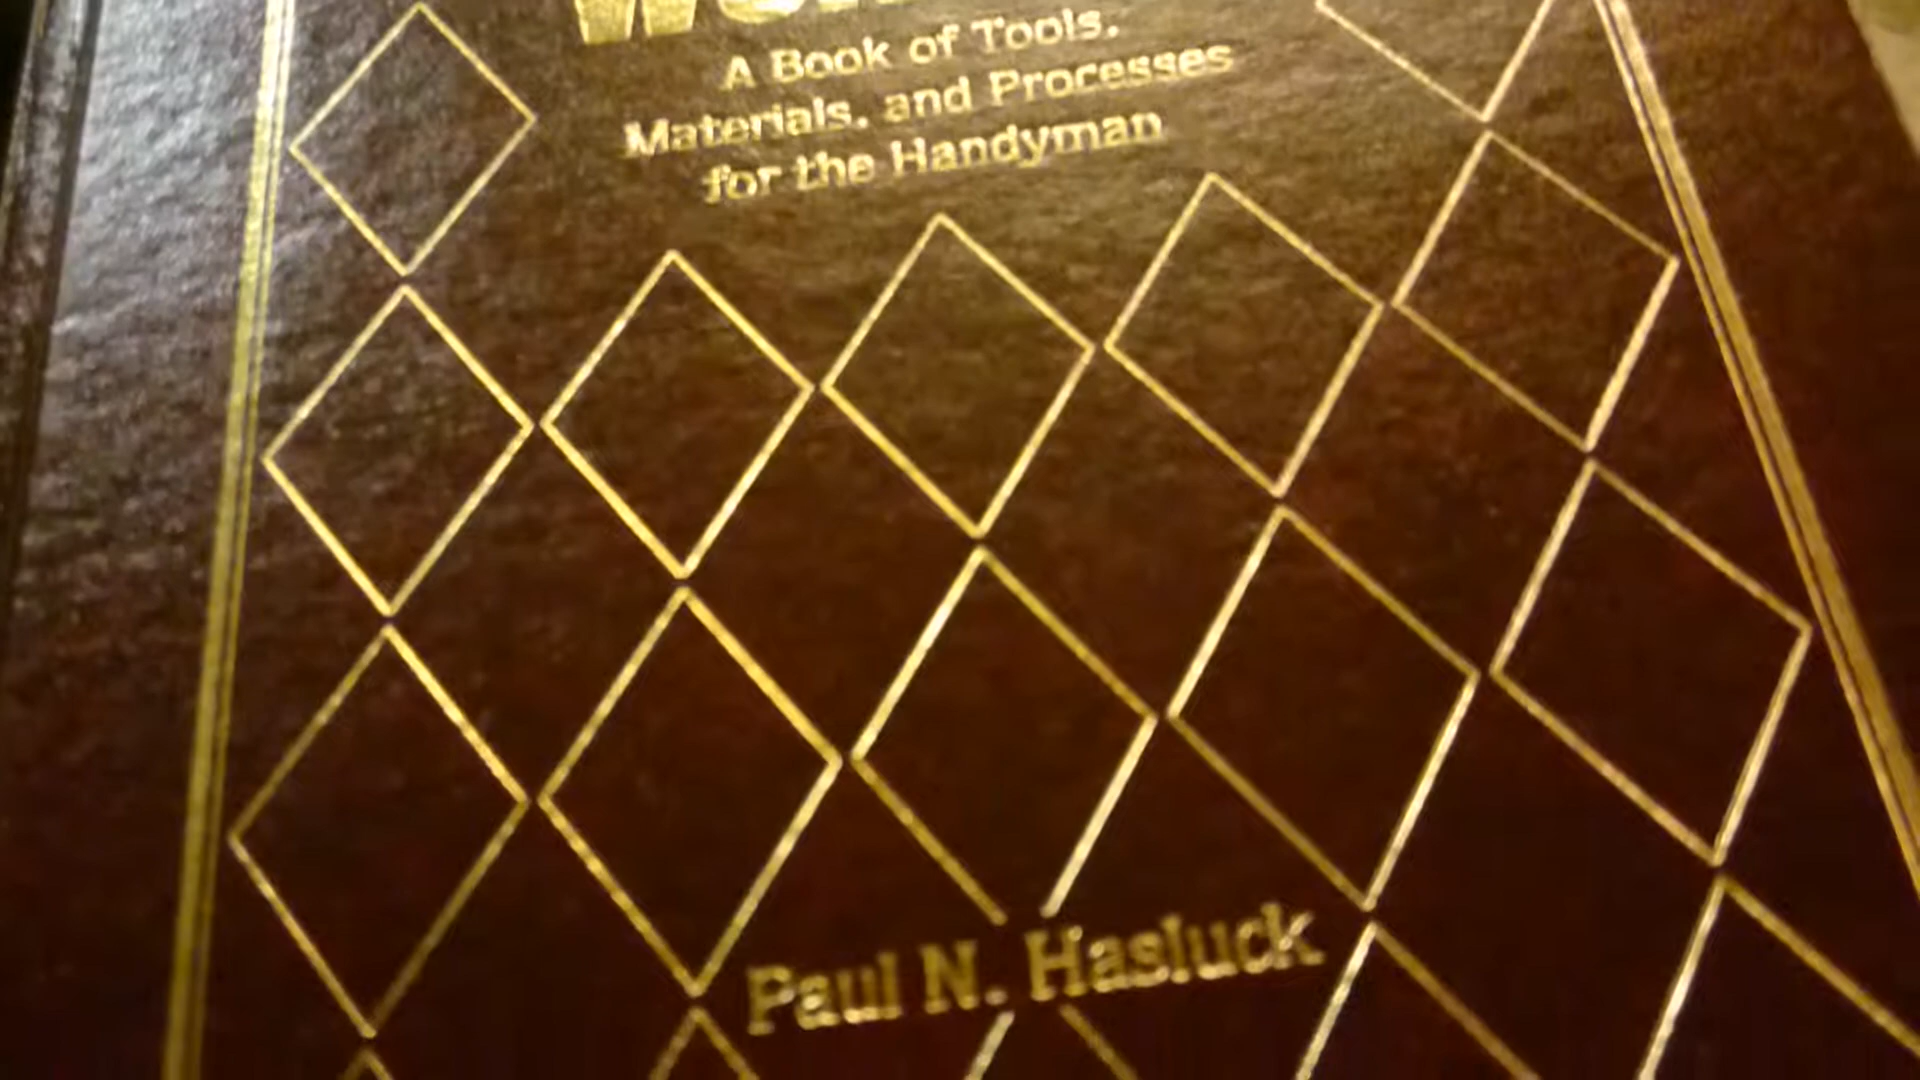 A Book of Tools,
Materials, and Processes
for the Handyman
Paul N. Hasluck